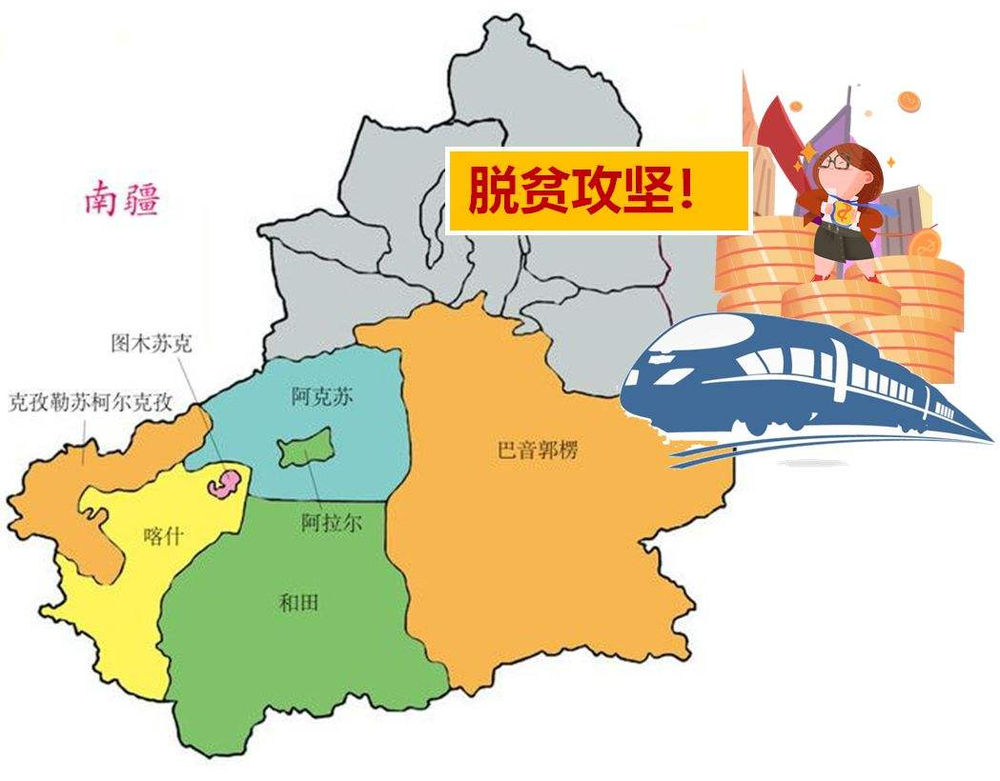 脱贫攻坚！
南疆
图木苏克
克孜勒苏柯尔克孜
阿克苏
巴音郭楞
阿拉尔
喀什
和田